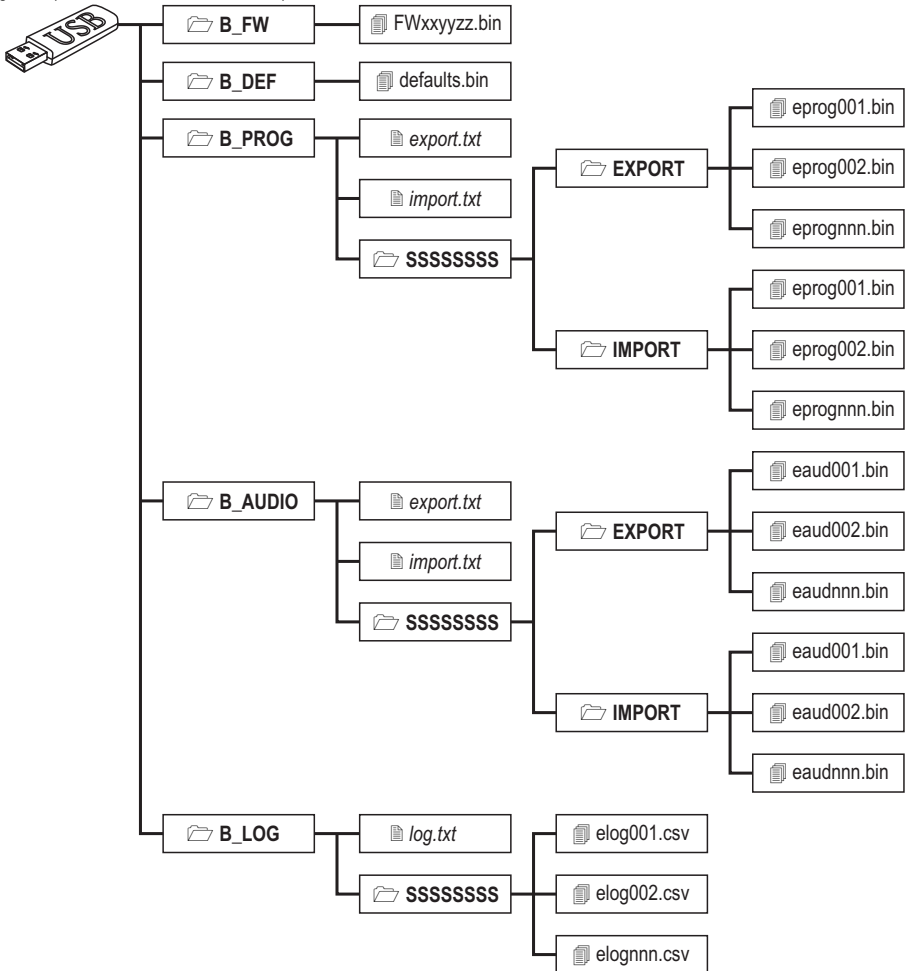 USB
B_FW
FWxxyyzz.bin
B_DEF
defaults.bin
B_PROG
export.txt
import.txt
SSSSSSSS
EXPORT
eprog001.bin
eprog002.bin
eprognnn.bin
IMPORT
eprog001.bin
eprog002.bin
eprognnn.bin
B_AUDIO
export.txt
import.txt
SSSSSSSS
EXPORT
eaud001.bin
eaud002.bin
eaudnnn.bin
IMPORT
eaud001.bin
eaud002.bin
eaudnnn.bin
B_LOG
log.txt
SSSSSSSS
elog001.csv
elog002.csv
elognnn.csv